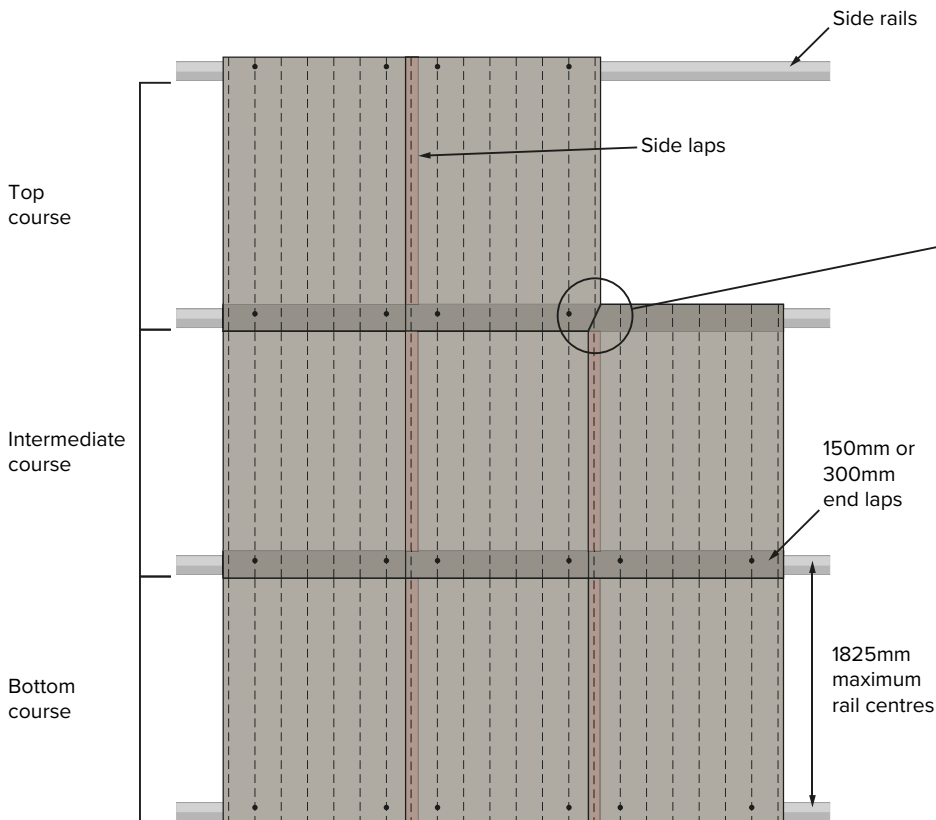 Side rails
Side laps
Top
course
Intermediate
course
150mm or
300mm
end laps
1825mm
maximum
rail centres
Bottom
course